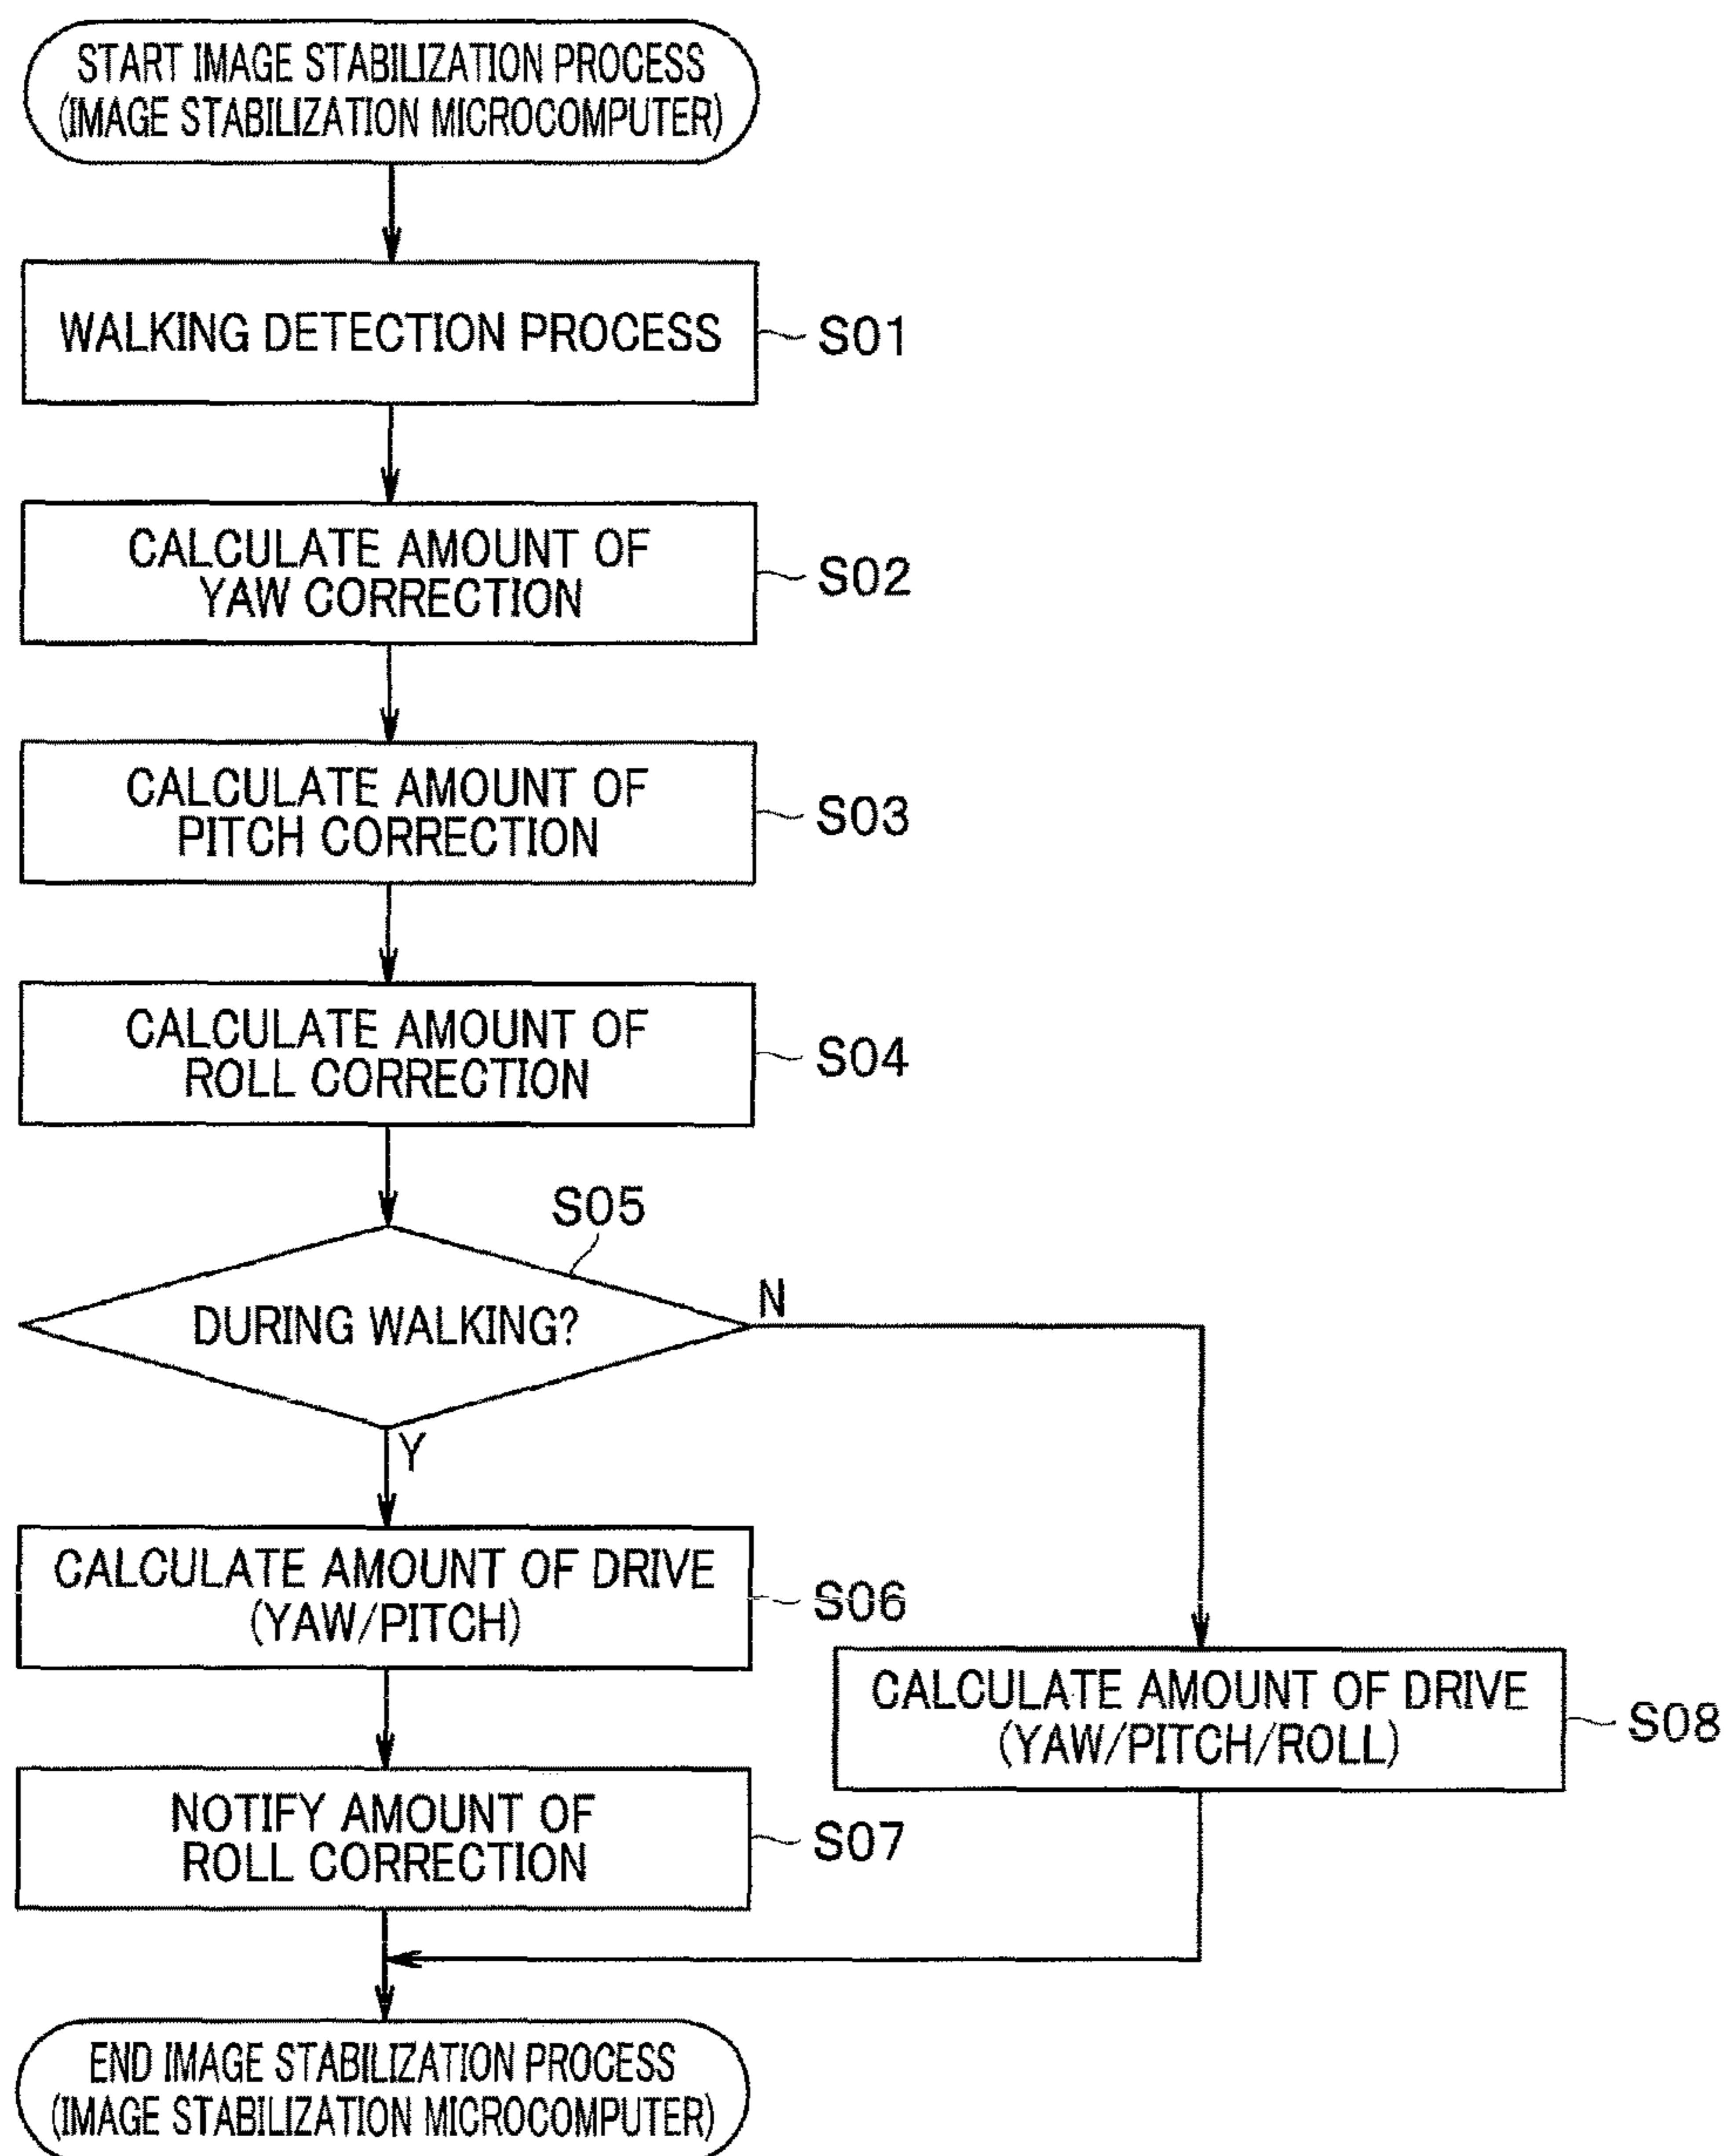 START IMAGE STABILIZATION PROCESS
(IMAGE STABILIZATION MICROCOMPUTER)
WALKING DETECTION PROCESS
S01
CALCULATE AMOUNT OF
YAW CORRECTION
S02
CALCULATE AMOUNT OF
PITCH CORRECTION
S03
CALCULATE AMOUNT OF
ROLL CORRECTION
S04
S05
DURING WALKING?
N
Y
CALCULATE AMOUNT OF DRIVE
(YAW/PITCH)
S06
CALCULATE AMOUNT OF DRIVE
(YAW/PITCH/ROLL)
S08
NOTIFY AMOUNT OF
ROLL CORRECTION
S07
END IMAGE STABILIZATION PROCESS
(IMAGE STABILIZATION MICROCOMPUTER)